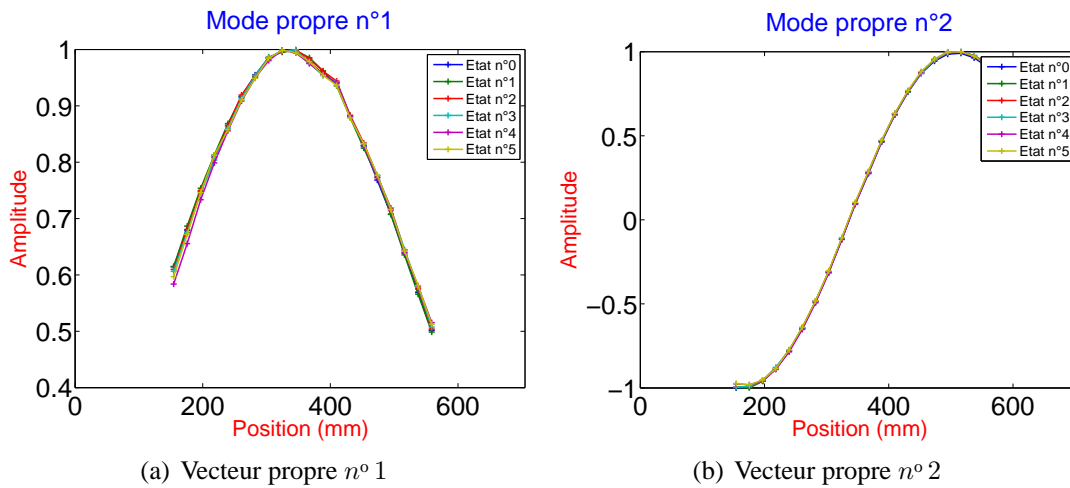 Mode propre n°1
1
0.9
0.8
0.7
0.6
0.5
0.4
0
200
400
600
Amplitude
Position (mm)
Etat n°0
Etat n°1
Etat n°2
Etat n°3
Etat n°4
Etat n°5
(a) Vecteur propre nº 1
Mode propre n°2
1
0.5
0
−0.5
−1
0
200
400
600
Amplitude
Position (mm)
Etat n°0
Etat n°1
Etat n°2
Etat n°3
Etat n°4
Etat n°5
(b) Vecteur propre nº 2